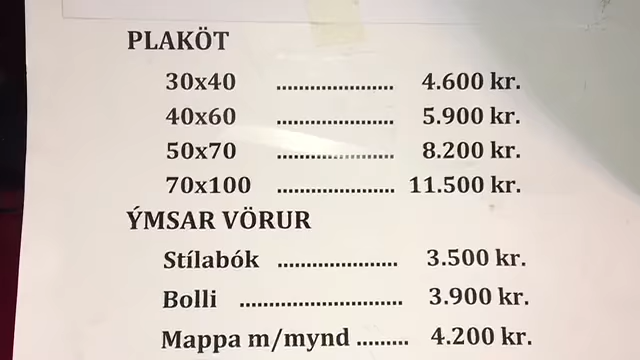 PLAKÖT
30x40 ...................... 4.600 kr.
40x60 ...................... 5.900 kr.
50x70 ...................... 8.200 kr.
70x100 ...................... 11.500 kr.
ÝMSAR VÖRUR
Stílabók ...................... 3.500 kr.
Bolli .............................. 3.900 kr.
Mappa m/mynd ......... 4.200 kr.